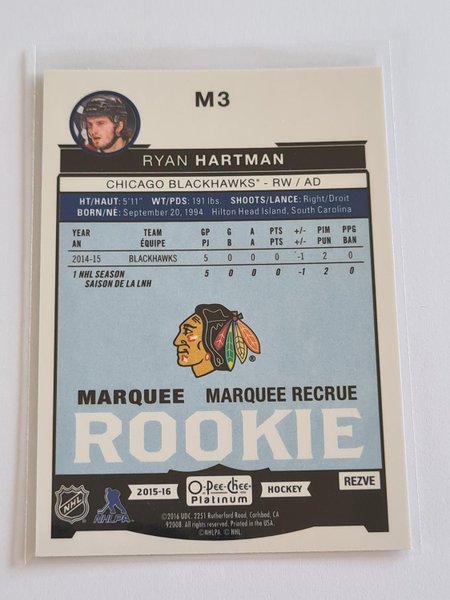 M3
RYAN HARTMAN
CHICAGO BLACKHAWKS® - RW / AD
HT/HAUT: 5'11" WT/PDS: 191 lbs. SHOOTS/LANCE: Right/Droit
BORN/NÉ: September 20, 1994 Hilton Head Island, South Carolina
YEAR TEAM GP G A PTS +/- PIM PPG
AN ÉQUIPE PJ B A PTS +/- PUN BAN
2014-15 BLACKHAWKS 5 0 0 0 -1 2 0
1 NHL SEASON 5 0 0 0 -1 2 0
SAISON DE LA LNH
®
MARQUEE MARQUEE RECRUE
ROOKIE
REZVE
NHL NHLPA 2015-16 O-Pee-Chee Platinum HOCKEY
©2016 UDC. 2251 Rutherford Road, Carlsbad, CA
92008. All rights reserved. Printed in the USA.
©NHLPA. © NHL.